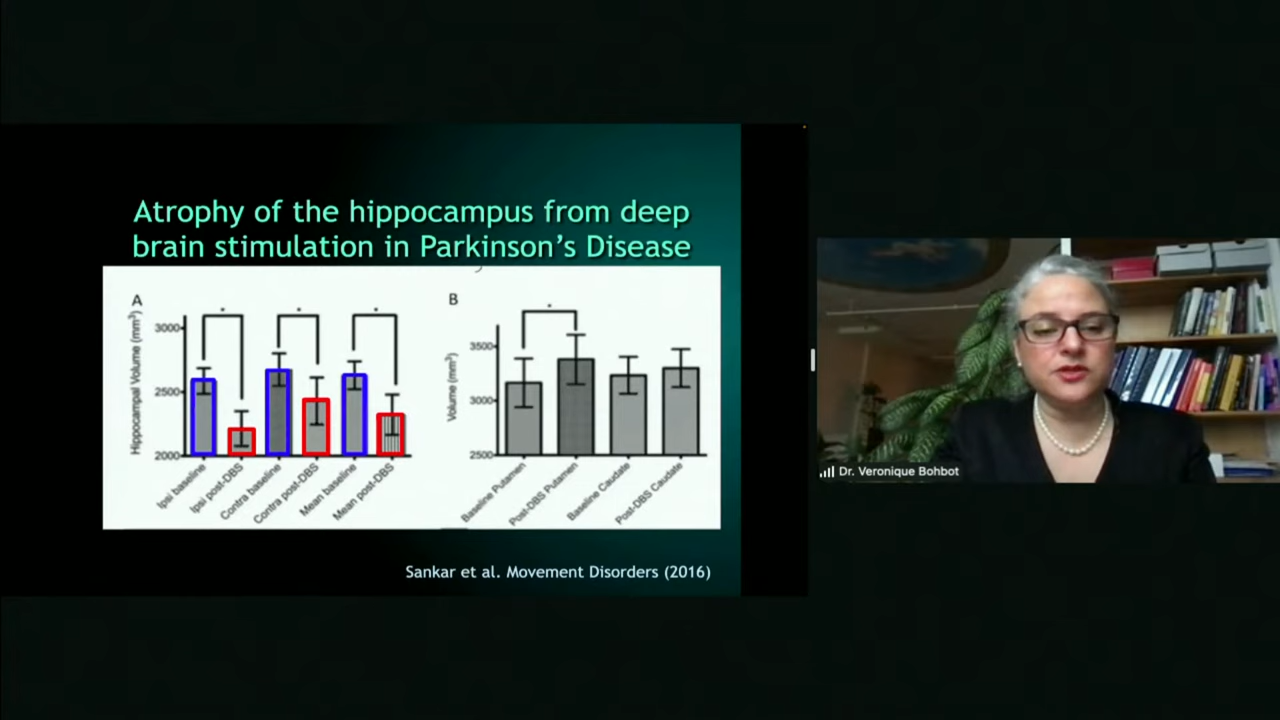 Atrophy of the hippocampus from deep
brain stimulation in Parkinson's Disease
A
Hippocampal Volume (mm³)
3000
2500
2000
Ipsi baseline
Ipsi post-DBS
Contra baseline
Contra post-DBS
Mean baseline
Mean post-DBS
B
Volume (mm³)
3500
3000
2500
Baseline Putamen
Post-DBS Putamen
Baseline Caudate
Post-DBS Caudate
Sankar et al. Movement Disorders (2016)
Dr. Veronique Bohbot